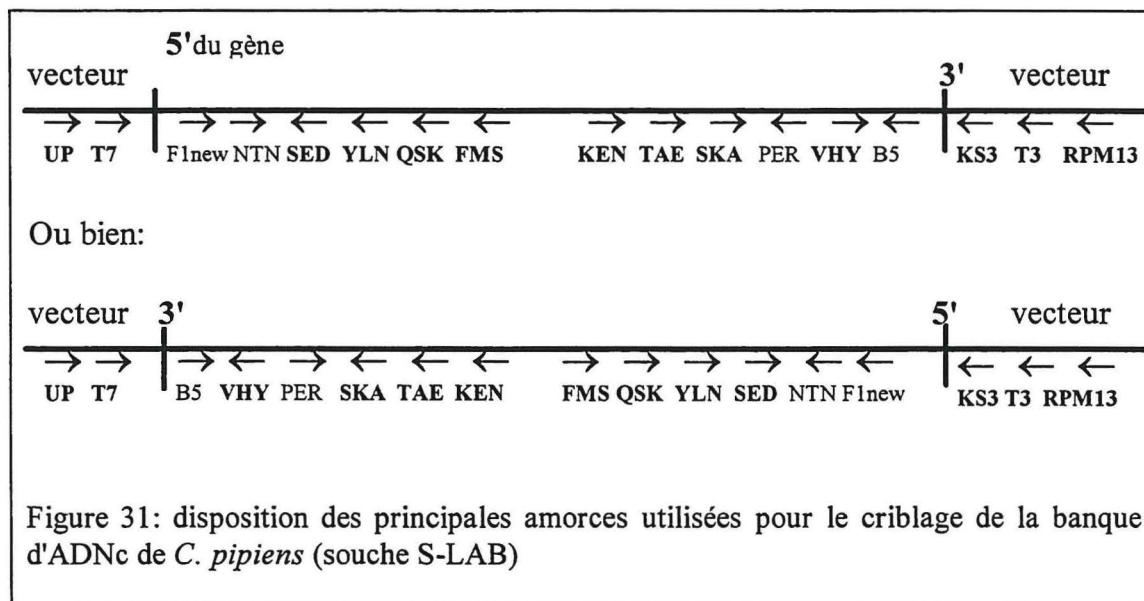 5' du gène
vecteur 3' vecteur
UP T7 F1new NTN SED YLN QSK FMS KEN TAE SKA PER VHY B5 KS3 T3 RPM13
Ou bien:
vecteur 3' 5' vecteur
UP T7 B5 VHY PER SKA TAE KEN FMS QSK YLN SED NTN F1new KS3 T3 RPM13
Figure 31: disposition des principales amorces utilisées pour le criblage de la banque
d'ADNc de C. pipiens (souche S-LAB)